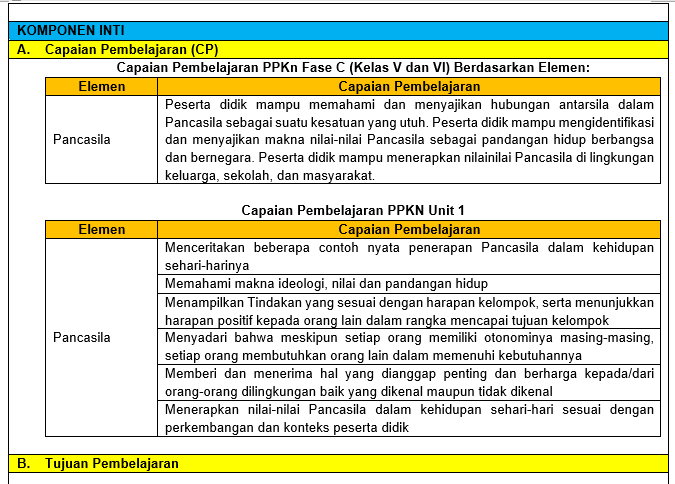 KOMPONEN INTI
A. Capaian Pembelajaran (CP)
Capaian Pembelajaran PPKn Fase C (Kelas V dan VI) Berdasarkan Elemen:
Elemen Capaian Pembelajaran
Pancasila
Peserta didik mampu memahami dan menyajikan hubungan antarsila dalam
Pancasila sebagai suatu kesatuan yang utuh. Peserta didik mampu mengidentifikasi
dan menyajikan makna nilai-nilai Pancasila sebagai pandangan hidup berbangsa
dan bernegara. Peserta didik mampu menerapkan nilainilai Pancasila di lingkungan
keluarga, sekolah, dan masyarakat.
Capaian Pembelajaran PPKN Unit 1
Elemen Capaian Pembelajaran
Pancasila
Menceritakan beberapa contoh nyata penerapan Pancasila dalam kehidupan
sehari-harinya
Memahami makna ideologi, nilai dan pandangan hidup
Menampilkan Tindakan yang sesuai dengan harapan kelompok, serta menunjukkan
harapan positif kepada orang lain dalam rangka mencapai tujuan kelompok
Menyadari bahwa meskipun setiap orang memiliki otonominya masing-masing,
setiap orang membutuhkan orang lain dalam memenuhi kebutuhannya
Memberi dan menerima hal yang dianggap penting dan berharga kepada/dari
orang-orang dilingkungan baik yang dikenal maupun tidak dikenal
Menerapkan nilai-nilai Pancasila dalam kehidupan sehari-hari sesuai dengan
perkembangan dan konteks peserta didik
B. Tujuan Pembelajaran